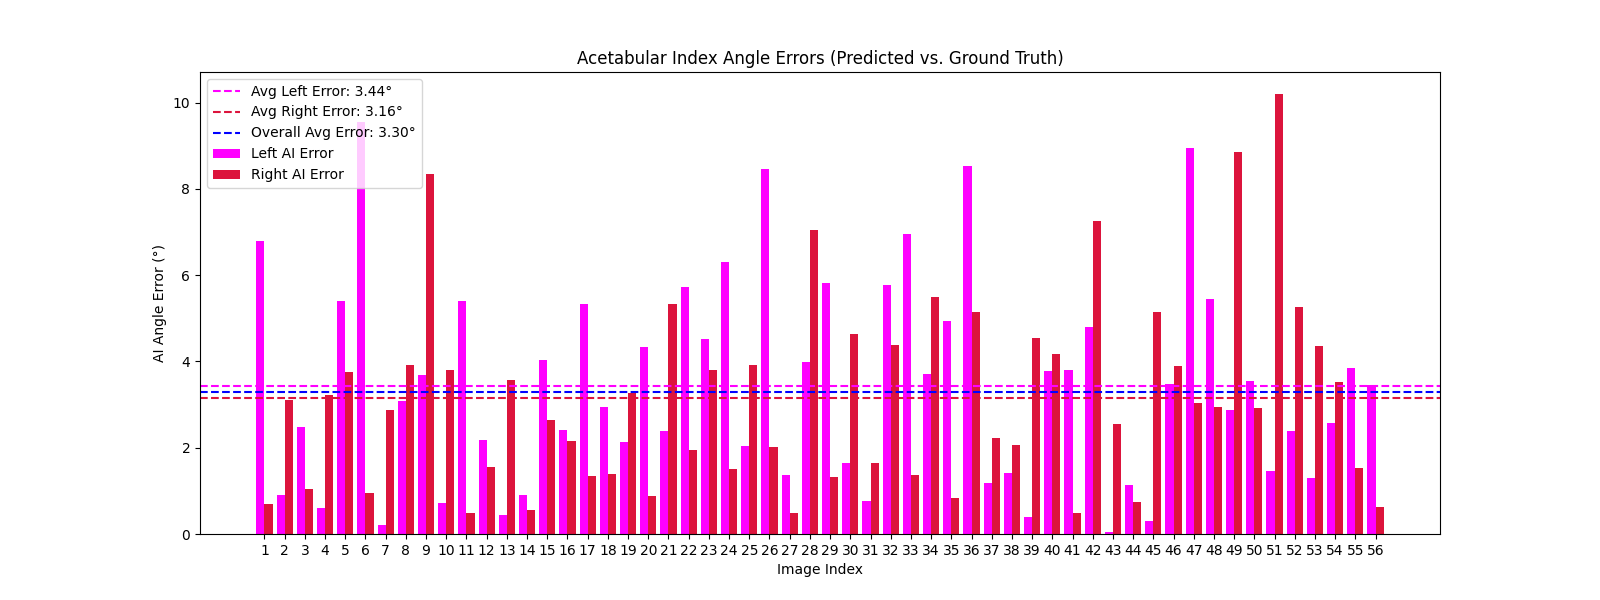 Acetabular Index Angle Errors (Predicted vs. Ground Truth)
Avg Left Error: 3.44°
Avg Right Error: 3.16°
Overall Avg Error: 3.30°
Left AI Error
Right AI Error
AI Angle Error (°)
10
8
6
4
2
0
1 2 3 4 5 6 7 8 9 10 11 12 13 14 15 16 17 18 19 20 21 22 23 24 25 26 27 28 29 30 31 32 33 34 35 36 37 38 39 40 41 42 43 44 45 46 47 48 49 50 51 52 53 54 55 56
Image Index